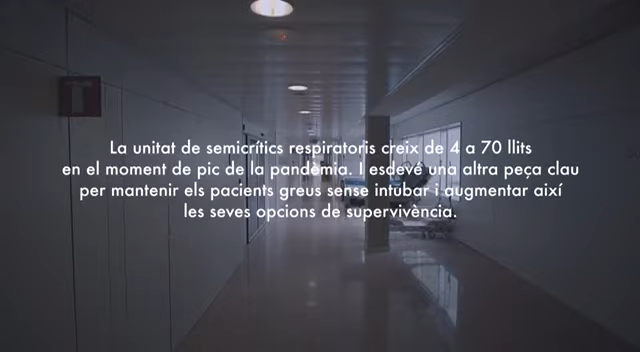 La unitat de semicrítics respiratoris creix de 4 a 70 llits
en el moment de pic de la pandèmia. I esdevé una altra peça clau
per mantenir els pacients greus sense intubar i augmentar així
les seves opcions de supervivència.